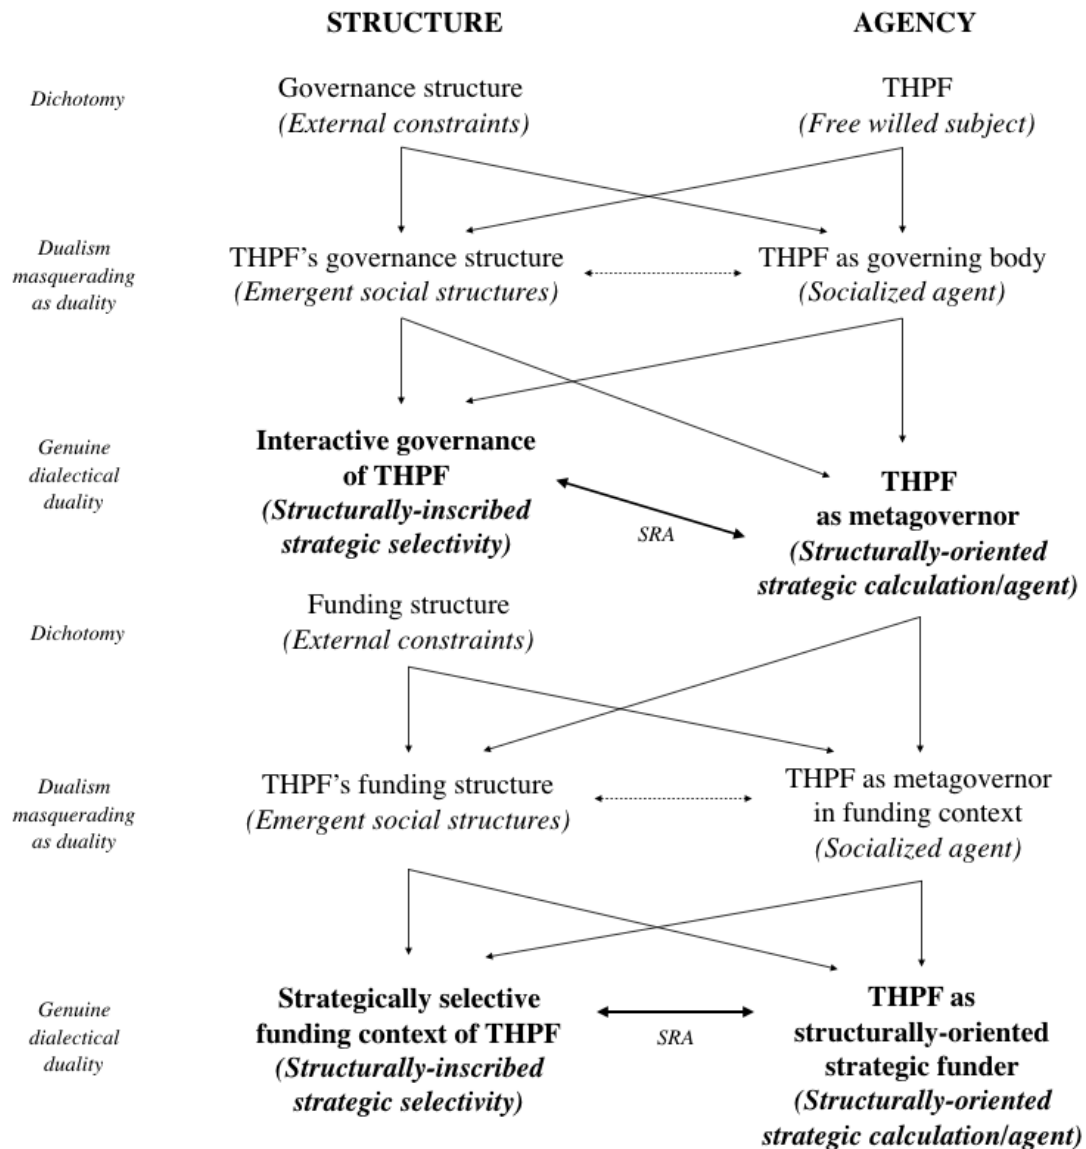 STRUCTURE
AGENCY
Dichotomy
Governance structure
(External constraints)
THPF
(Free willed subject)
Dualism
masquerading
as duality
THPF's governance structure
(Emergent social structures)
THPF as governing body
(Socialized agent)
Genuine
dialectical
duality
Interactive governance
of THPF
(Structurally-inscribed
strategic selectivity)
SRA
THPF
as metagovernor
(Structurally-oriented
strategic calculation/agent)
Dichotomy
Funding structure
(External constraints)
Dualism
masquerading
as duality
THPF's funding structure
(Emergent social structures)
THPF as metagovernor
in funding context
(Socialized agent)
Genuine
dialectical
duality
Strategically selective
funding context of THPF
(Structurally-inscribed
strategic selectivity)
SRA
THPF as
structurally-oriented
strategic funder
(Structurally-oriented
strategic calculation/agent)